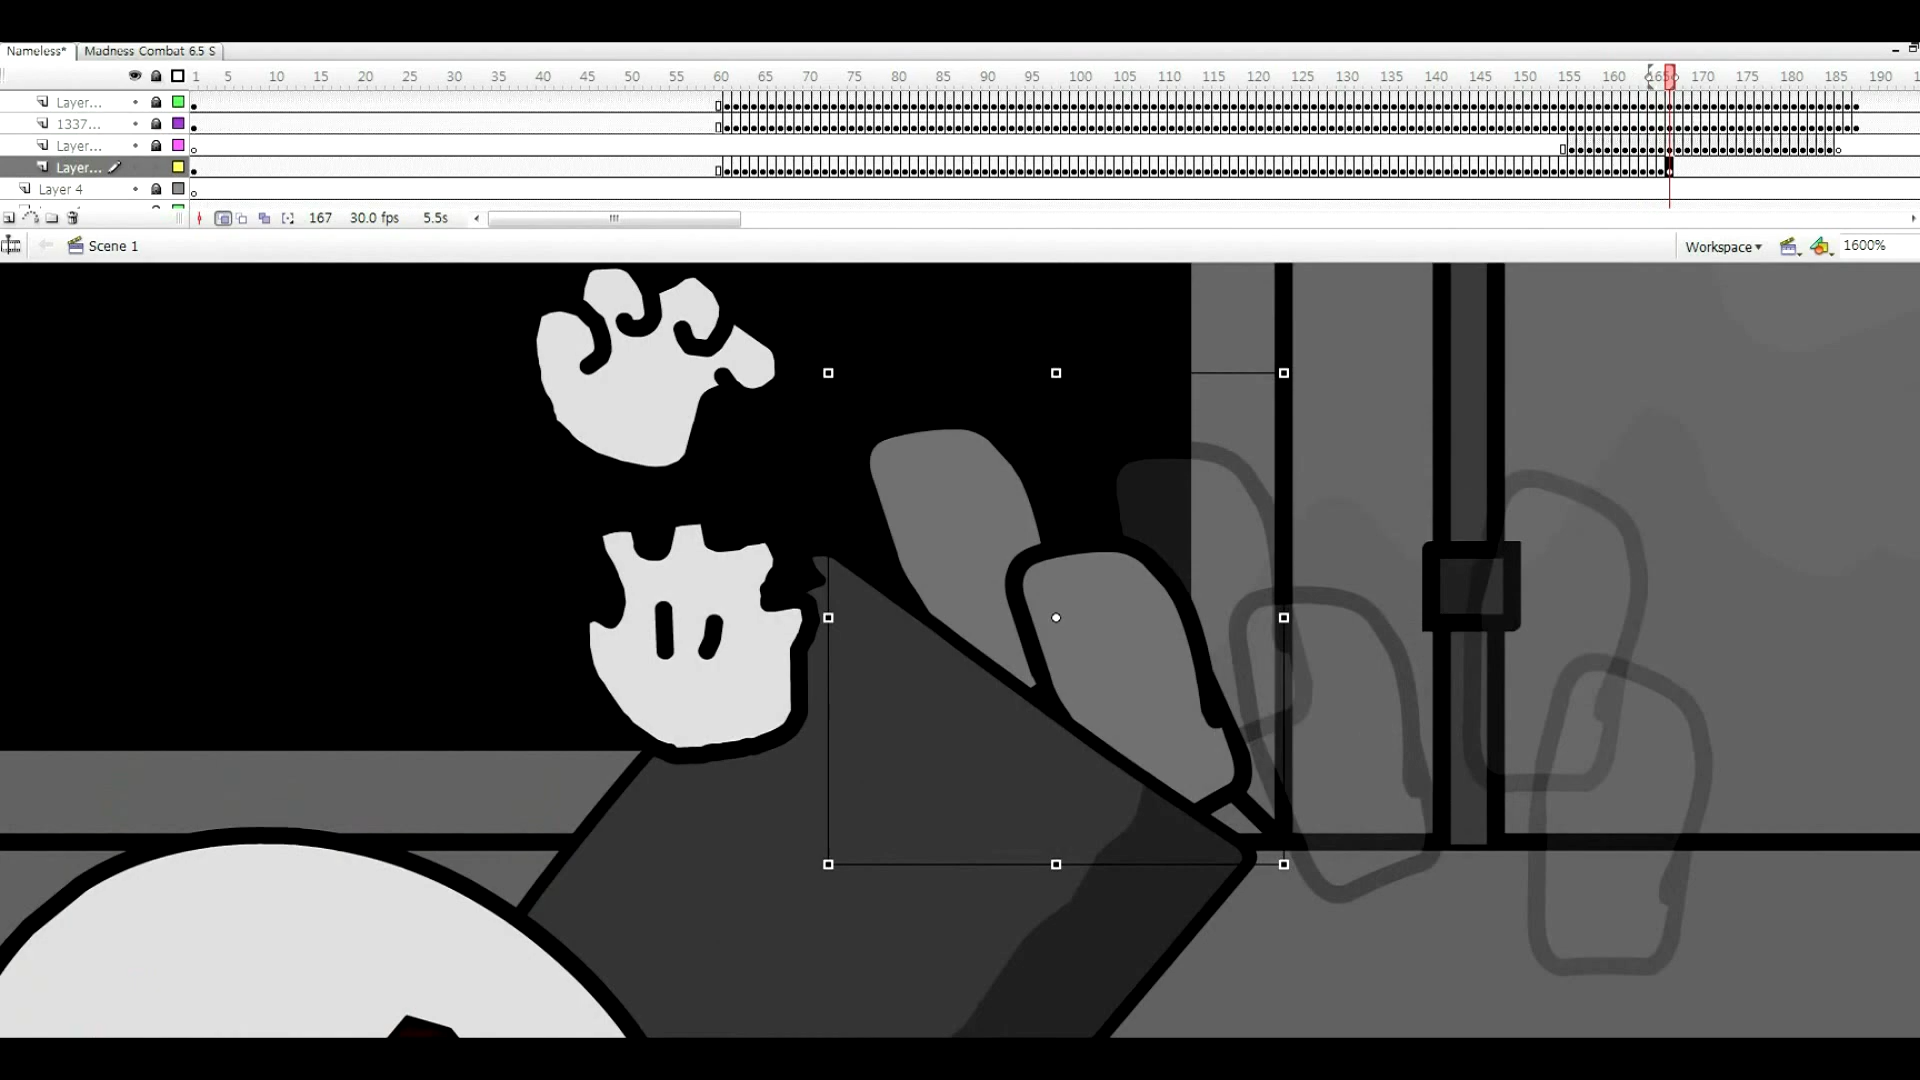 Nameless* Madness Combat 6.5 S
1 5 10 15 20 25 30 35 40 45 50 55 60 65 70 75 80 85 90 95 100 105 110 115 120 125 130 135 140 145 150 155 160 165 170 175 180 185 190
Layer...
1337...
Layer...
Layer...
Layer 4
167 30.0 fps 5.5s
Scene 1 Workspace 1600%